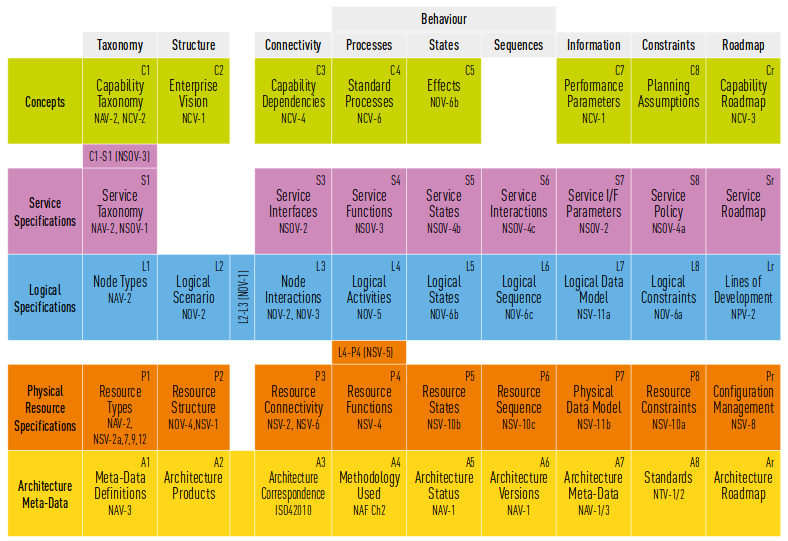 Behaviour
Taxonomy Structure Connectivity Processes States Sequences Information Constraints Roadmap
Concepts
C1
Capability
Taxonomy
NAV-2, NCV-2
C2
Enterprise
Vision
NCV-1
C3
Capability
Dependencies
NCV-4
C4
Standard
Processes
NCV-6
C5
Effects
NOV-6b
C7
Performance
Parameters
NCV-1
C8
Planning
Assumptions
Cr
Capability
Roadmap
NCV-3
C1-S1 (NSOV-3)
Service
Specifications
S1
Service
Taxonomy
NAV-2, NSOV-1
S3
Service
Interfaces
NSOV-2
S4
Service
Functions
NSOV-3
S5
Service
States
NSOV-4b
S6
Service
Interactions
NSOV-4c
S7
Service I/F
Parameters
NSOV-2
S8
Service
Policy
NSOV-4a
Sr
Service
Roadmap
Logical
Specifications
L1
Node Types
NAV-2
L2
Logical
Scenario
NOV-2
L2-L3 (NOV-1)
L3
Node
Interactions
NOV-2, NOV-3
L4
Logical
Activities
NOV-5
L5
Logical
States
NOV-6b
L6
Logical
Sequence
NOV-6c
L7
Logical Data
Model
NSV-11a
L8
Logical
Constraints
NOV-6a
Lr
Lines of
Development
NPV-2
L4-P4 (NSV-5)
Physical
Resource
Specifications
P1
Resource
Types
NAV-2,
NSV-2a,7,9,12
P2
Resource
Structure
NOV-4,NSV-1
P3
Resource
Connectivity
NSV-2, NSV-6
P4
Resource
Functions
NSV-4
P5
Resource
States
NSV-10b
P6
Resource
Sequence
NSV-10c
P7
Physical
Data Model
NSV-11b
P8
Resource
Constraints
NSV-10a
Pr
Configuration
Management
NSV-8
Architecture
Meta-Data
A1
Meta-Data
Definitions
NAV-3
A2
Architecture
Products
A3
Architecture
Correspondence
ISO42010
A4
Methodology
Used
NAF Ch2
A5
Architecture
Status
NAV-1
A6
Architecture
Versions
NAV-1
A7
Architecture
Meta-Data
NAV-1/3
A8
Standards
NTV-1/2
Ar
Architecture
Roadmap